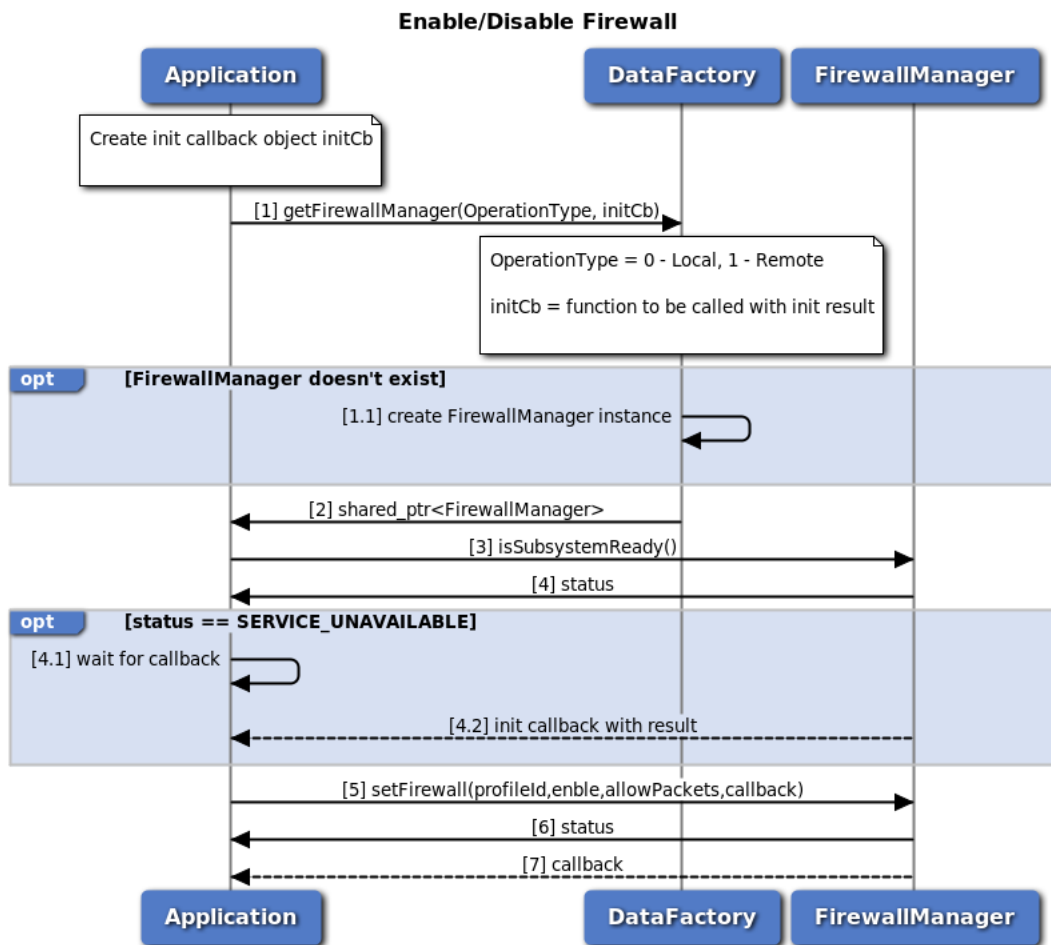 Enable/Disable Firewall
Application
DataFactory
FirewallManager
Create init callback object initCb
[1] getFirewallManager(OperationType, initCb)
OperationType = 0 - Local, 1 - Remote
initCb = function to be called with init result
opt
[FirewallManager doesn't exist]
[1.1] create FirewallManager instance
[2] shared_ptr<FirewallManager>
[3] isSubsystemReady()
[4] status
opt
[status == SERVICE_UNAVAILABLE]
[4.1] wait for callback
[4.2] init callback with result
[5] setFirewall(profileId,enble,allowPackets,callback)
[6] status
[7] callback
Application
DataFactory
FirewallManager